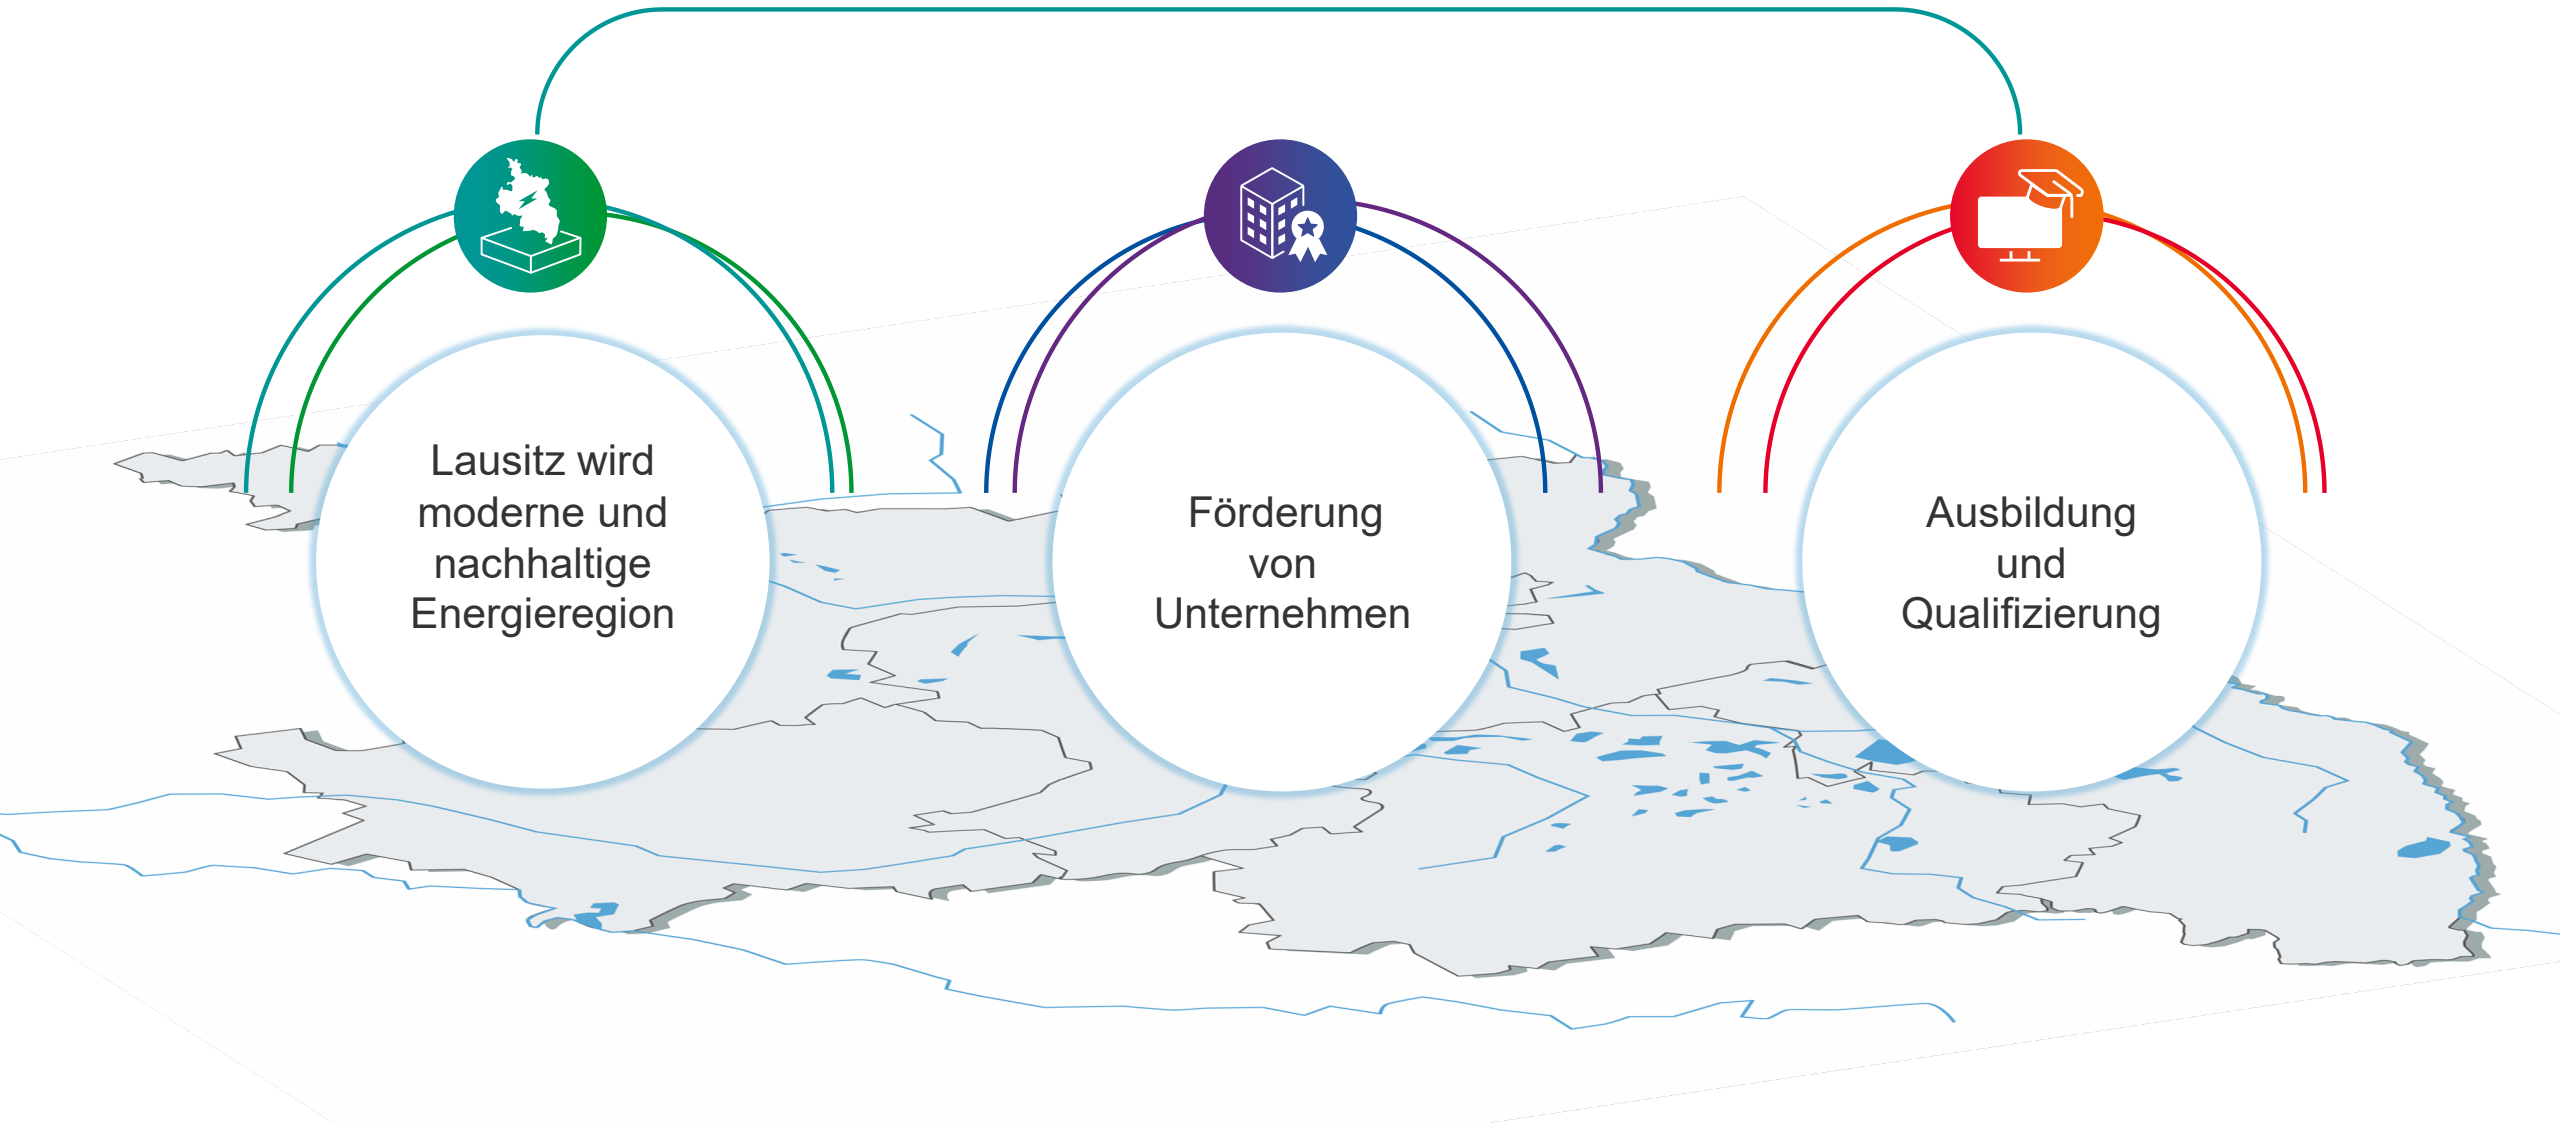 Lausitz wird
moderne und
nachhaltige
Energieregion
Förderung
von
Unternehmen
Ausbildung
und
Qualifizierung